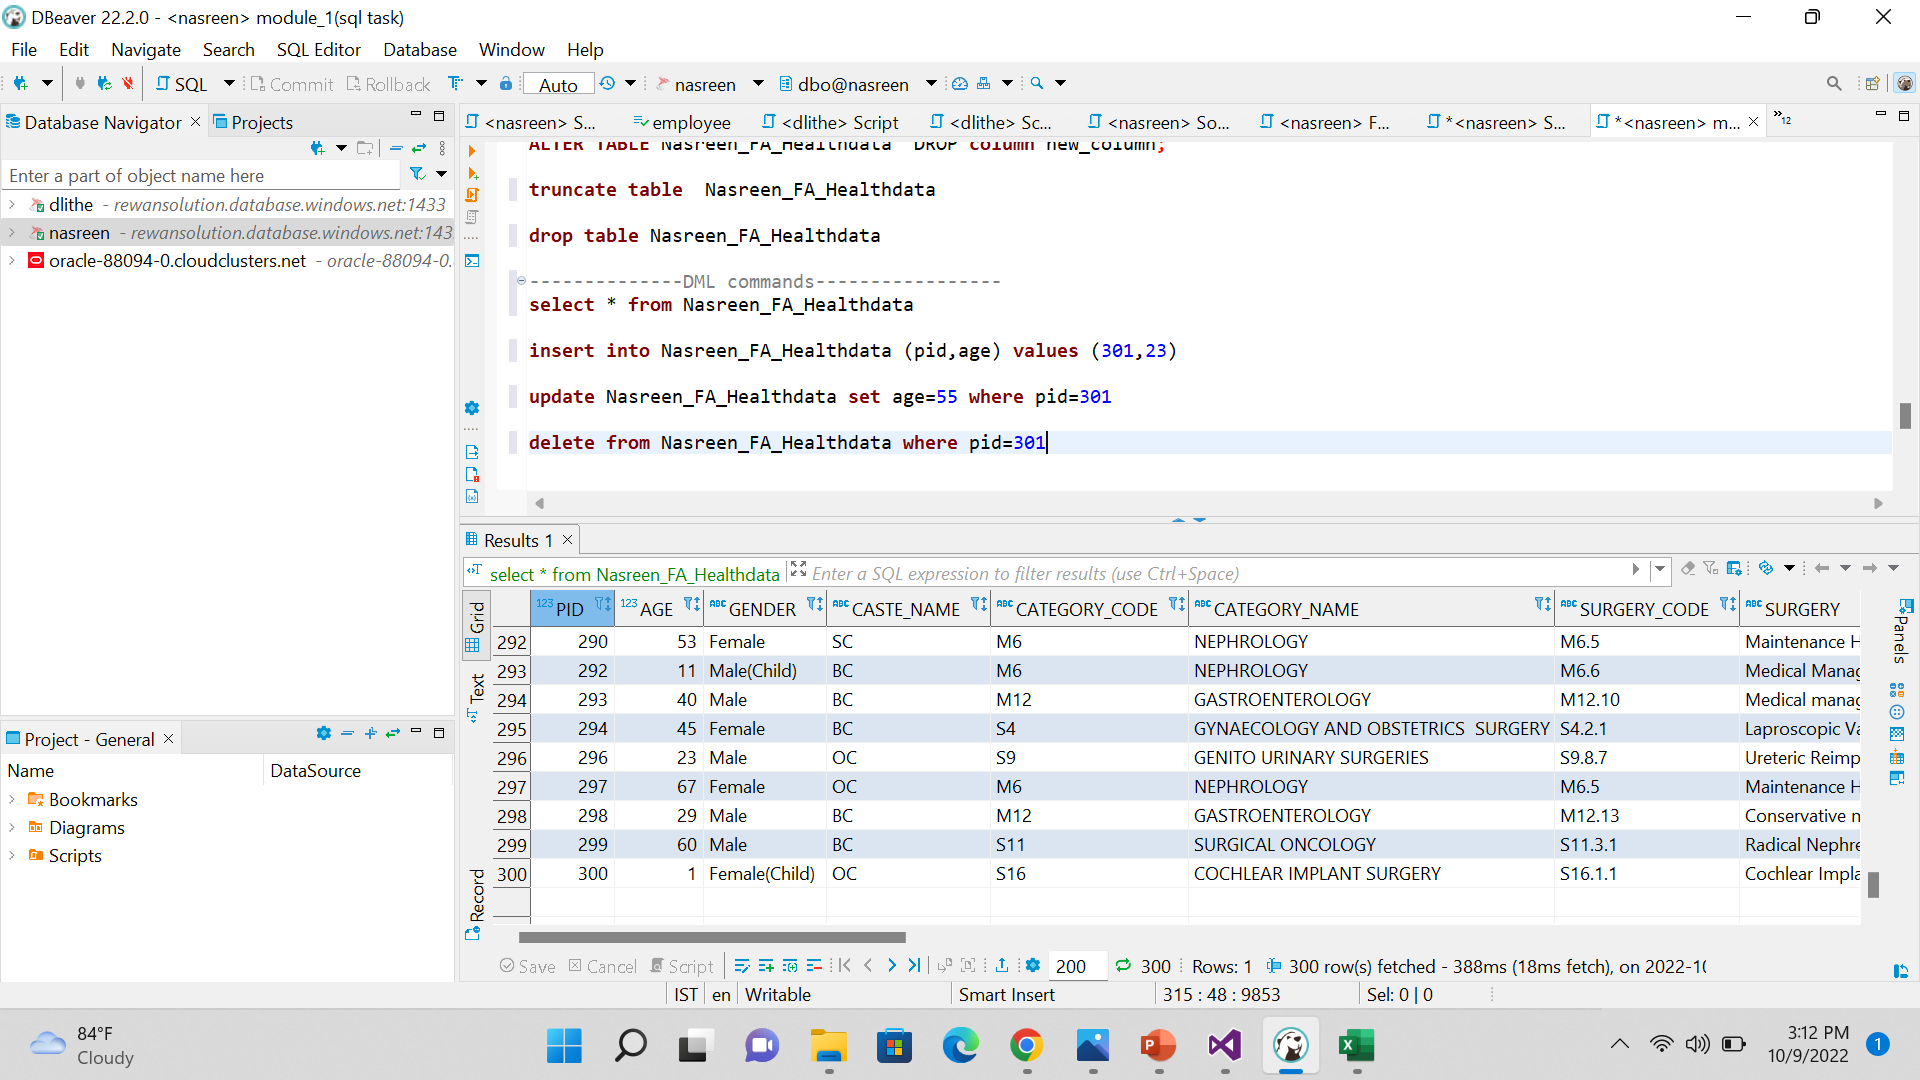 DBeaver 22.2.0 - <nasreen> module_1(sql task)
File Edit Navigate Search SQL Editor Database Window Help
SQL Commit Rollback Auto nasreen dbo@nasreen
Database Navigator Projects
<nasreen> S... employee <dlithe> Script <dlithe> Sc... <nasreen> So... <nasreen> F... *<nasreen> S... *<nasreen> m... »12
Enter a part of object name here
dlithe - rewansolution.database.windows.net:1433
nasreen - rewansolution.database.windows.net:143
oracle-88094-0.cloudclusters.net - oracle-88094-0.
ALTER TABLE Nasreen_FA_Healthdata DROP column new_column;
truncate table Nasreen_FA_Healthdata
drop table Nasreen_FA_Healthdata
--------------DML commands-----------------
select * from Nasreen_FA_Healthdata
insert into Nasreen_FA_Healthdata (pid,age) values (301,23)
update Nasreen_FA_Healthdata set age=55 where pid=301
delete from Nasreen_FA_Healthdata where pid=301
Project - General
Name DataSource
Bookmarks
Diagrams
Scripts
Results 1
select * from Nasreen_FA_Healthdata Enter a SQL expression to filter results (use Ctrl+Space)
Grid
Text
Record
Panels
123 PID 123 AGE ABC GENDER ABC CASTE_NAME ABC CATEGORY_CODE ABC CATEGORY_NAME ABC SURGERY_CODE ABC SURGERY
292 290 53 Female SC M6 NEPHROLOGY M6.5 Maintenance H
293 292 11 Male(Child) BC M6 NEPHROLOGY M6.6 Medical Manag
294 293 40 Male BC M12 GASTROENTEROLOGY M12.10 Medical manag
295 294 45 Female BC S4 GYNAECOLOGY AND OBSTETRICS SURGERY S4.2.1 Laproscopic Va
296 296 23 Male OC S9 GENITO URINARY SURGERIES S9.8.7 Ureteric Reimp
297 297 67 Female OC M6 NEPHROLOGY M6.5 Maintenance H
298 298 29 Male BC M12 GASTROENTEROLOGY M12.13 Conservative m
299 299 60 Male BC S11 SURGICAL ONCOLOGY S11.3.1 Radical Nephre
300 300 1 Female(Child) OC S16 COCHLEAR IMPLANT SURGERY S16.1.1 Cochlear Impla
Save Cancel Script 200 300 Rows: 1 300 row(s) fetched - 388ms (18ms fetch), on 2022-10
IST en Writable Smart Insert 315 : 48 : 9853 Sel: 0 | 0
84°F
Cloudy
3:12 PM
10/9/2022
1